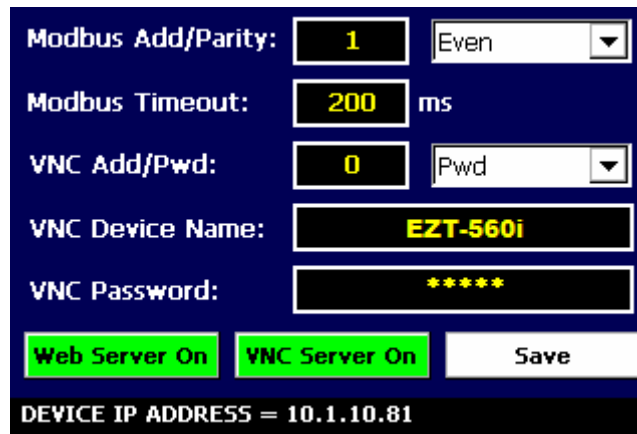 Modbus Add/Parity: 1 Even
Modbus Timeout: 200 ms
VNC Add/Pwd: 0 Pwd
VNC Device Name: EZT-560i
VNC Password: *****
Web Server On VNC Server On Save
DEVICE IP ADDRESS = 10.1.10.81